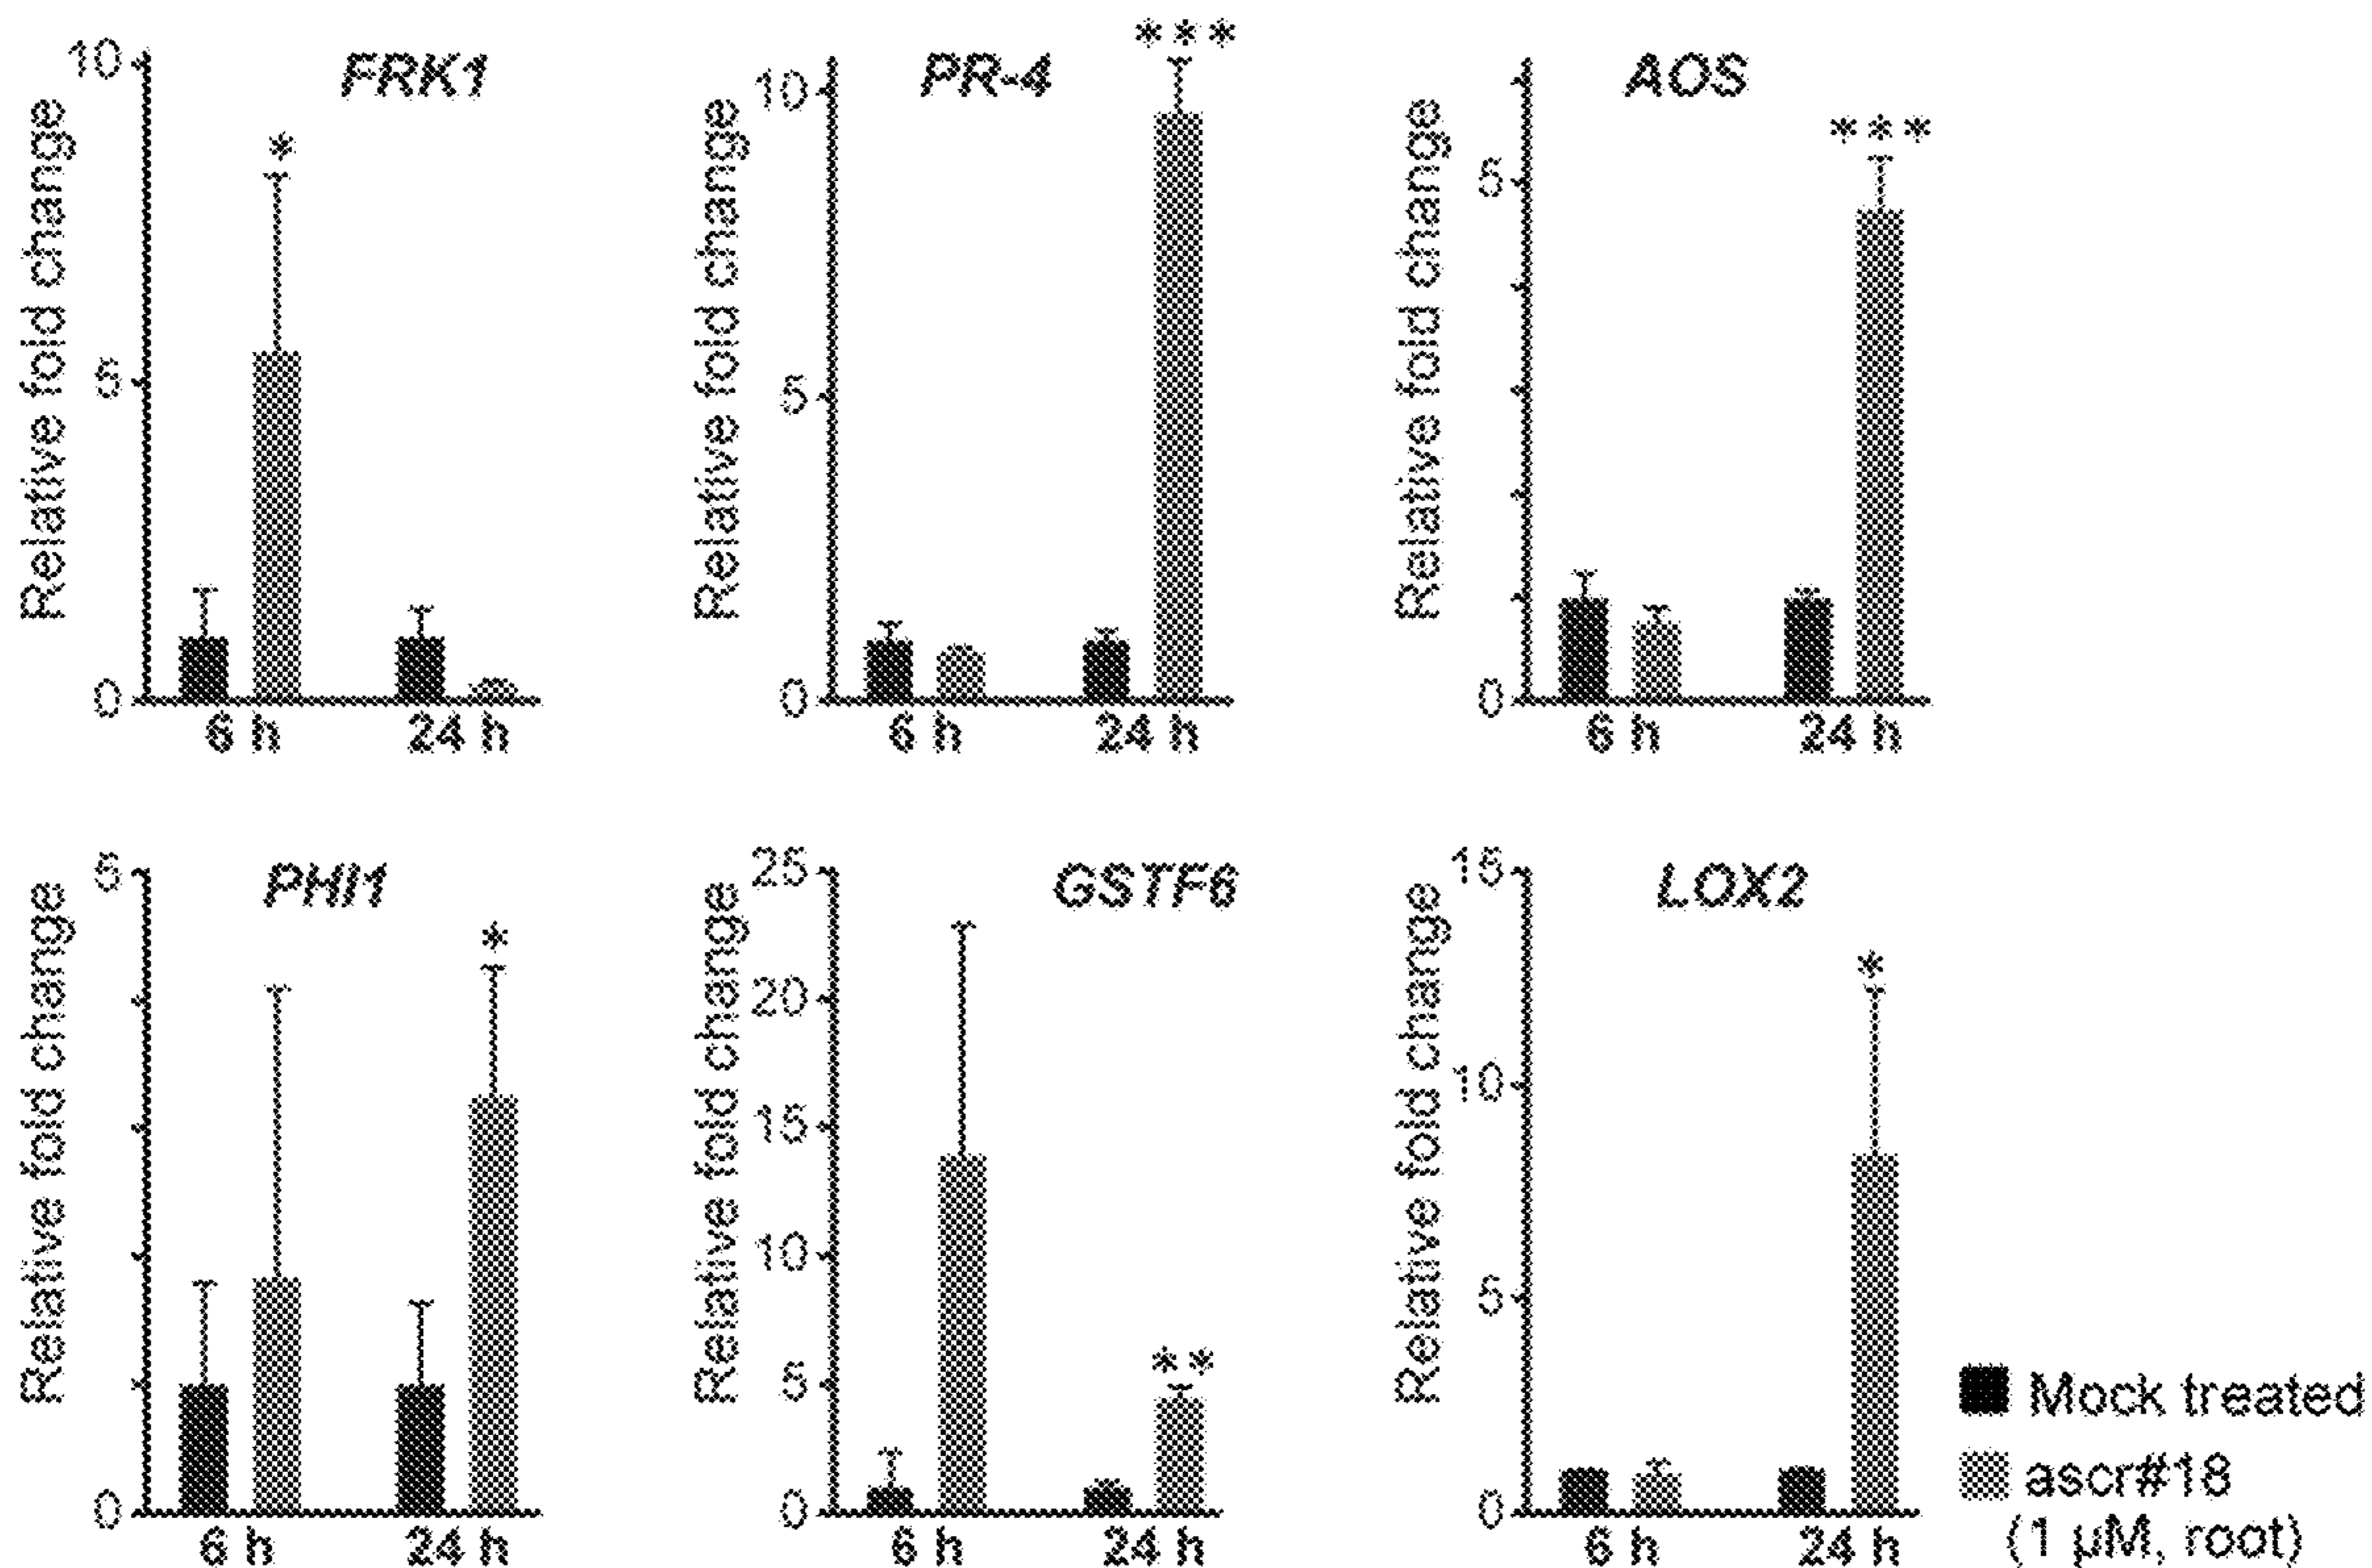 FRK1
Relative fold change
10
5
0
6 h
24 h
*
PR-4
Relative fold change
10
5
0
6 h
24 h
***
AOS
Relative fold change
5
0
6 h
24 h
***
PHI1
Relative fold change
5
0
6 h
24 h
*
GSTF6
Relative fold change
25
20
15
10
5
0
6 h
24 h
**
LOX2
Relative fold change
15
10
5
0
6 h
24 h
*
Mock treated
ascr#18
(1 µM, root)